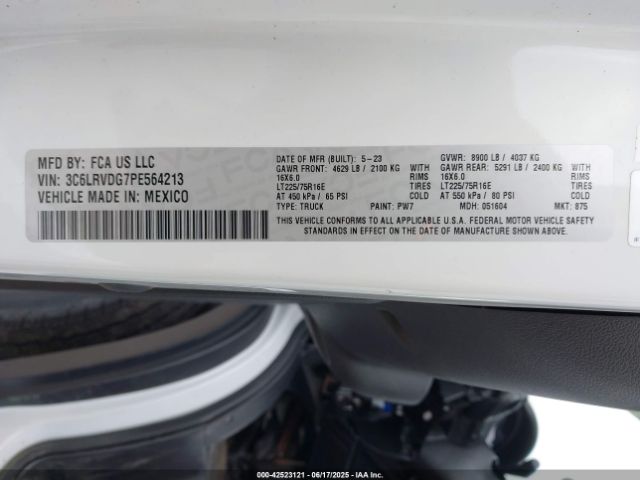 MFD BY: FCA US LLC
VIN: 3C6LRVDG7PE564213
VEHICLE MADE IN: MEXICO
DATE OF MFR (BUILT): 5-23 GVWR: 8900 LB / 4037 KG
GAWR FRONT: 4629 LB / 2100 KG WITH GAWR REAR: 5291 LB / 2400 KG WITH
16X6.0 RIMS 16X6.0 RIMS
LT225/75R16E TIRES LT225/75R16E TIRES
AT 450 kPa / 65 PSI COLD AT 550 kPa / 80 PSI COLD
TYPE: TRUCK PAINT: PW7 MDH: 051604 MKT: 875
THIS VEHICLE CONFORMS TO ALL APPLICABLE U.S.A. FEDERAL MOTOR VEHICLE SAFETY
STANDARDS IN EFFECT ON THE DATE OF MANUFACTURE SHOWN ABOVE.
000-42523121 - 06/17/2025 - IAAI.COM